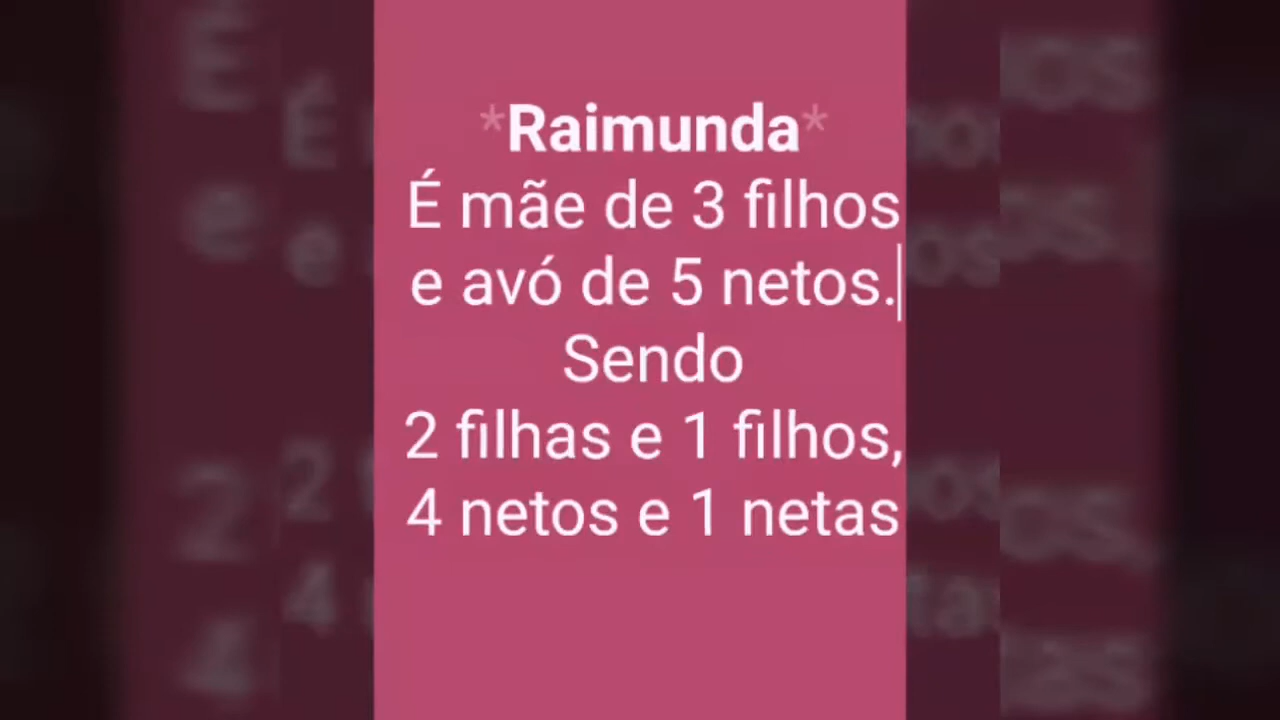 *Raimunda*
É mãe de 3 filhos
e avó de 5 netos.
Sendo
2 filhas e 1 filhos,
4 netos e 1 netas